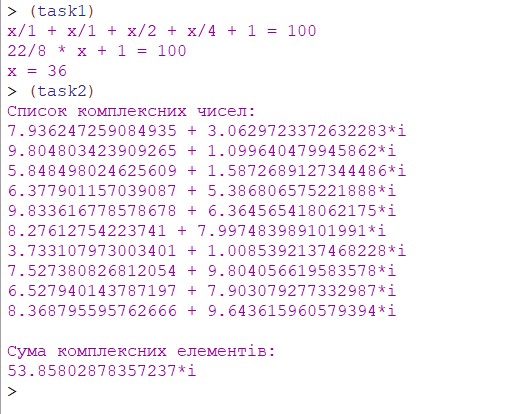 > (task1)
x/1 + x/1 + x/2 + x/4 + 1 = 100
22/8 * x + 1 = 100
x = 36
> (task2)
Список комплексних чисел:
7.936247259084935 + 3.0629723372632283*i
9.804803423909265 + 1.099640479945862*i
5.848498024625609 + 1.5872689127344486*i
6.377901157039087 + 5.386806575221888*i
9.833616778578678 + 6.364565418062175*i
8.27612754223741 + 7.997483989101991*i
3.733107973003401 + 1.0085392137468228*i
7.527380826812054 + 9.804056619583578*i
6.527940143787197 + 7.903079277332987*i
8.368795595762666 + 9.643615960579394*i
Сума комплексних елементів:
53.85802878357237*i
>